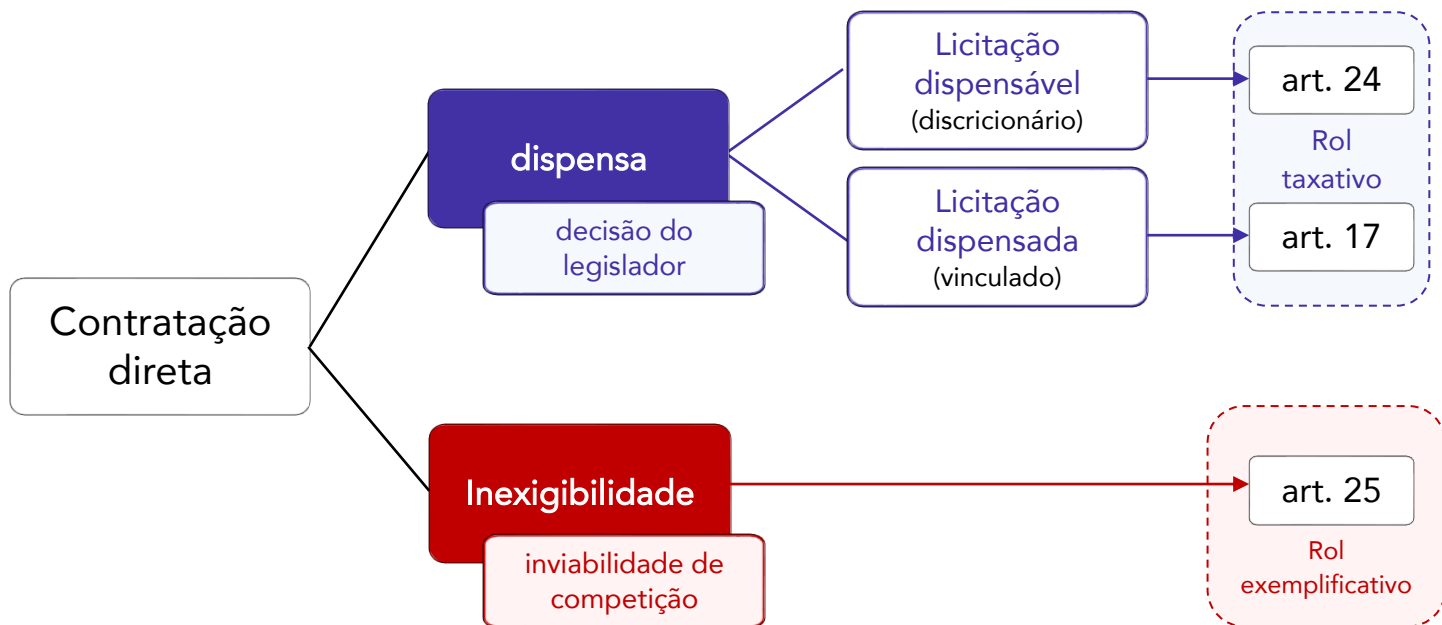 Contratação
direta
dispensa
decisão do
legislador
Licitação
dispensável
(discricionário)
art. 24
Rol
taxativo
Licitação
dispensada
(vinculado)
art. 17
Inexigibilidade
inviabilidade de
competição
art. 25
Rol
exemplificativo